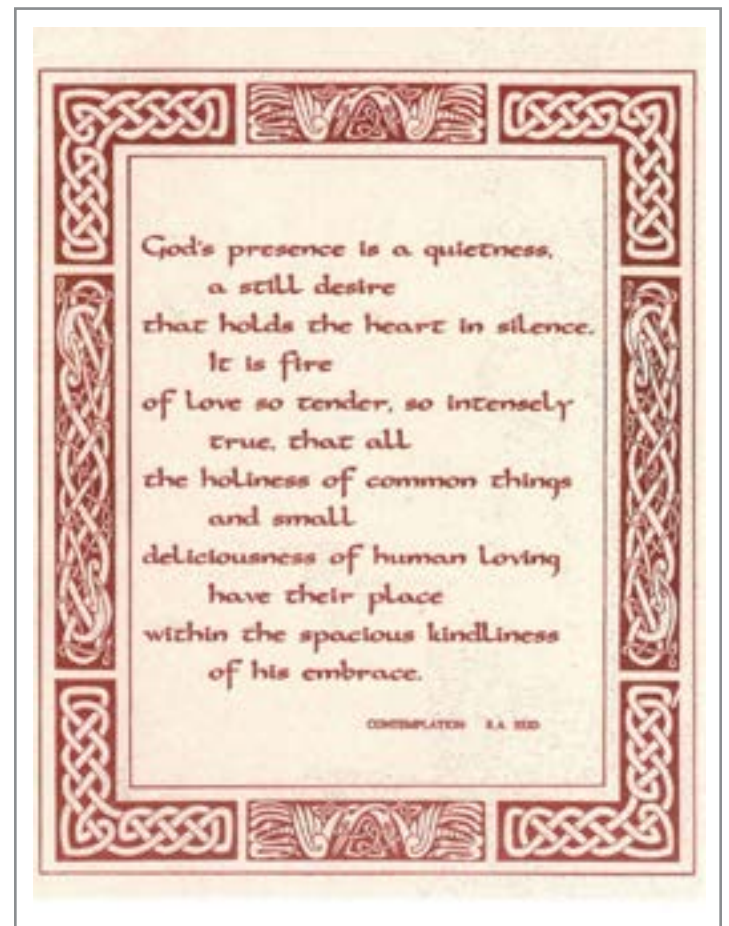 God's presence is a quietness,
a still desire
that holds the heart in silence.
It is fire
of love so tender, so intensely
true, that all
the holiness of common things
and small
deliciousness of human loving
have their place
within the spacious kindliness
of his embrace.
CONTEMPLATION